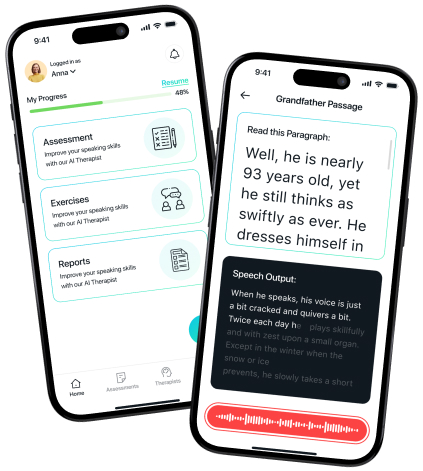 9:41
Logged in as
Anna
Resume
My Progress
48%
Assessment
Improve your speaking skills
with our AI Therapist
Exercises
Improve your speaking skills
with our AI Therapist
Reports
Improve your speaking skills
with our AI Therapist
Home
Assessments
Therapists
9:41
Grandfather Passage
Read this Paragraph:
Well, he is nearly
93 years old, yet
he still thinks as
swiftly as ever. He
dresses himself in
Speech Output:
When he speaks, his voice is just
a bit cracked and quivers a bit.
Twice each day he plays skillfully
and with zest upon a small organ.
Except in the winter when the
snow or ice
prevents, he slowly takes a short